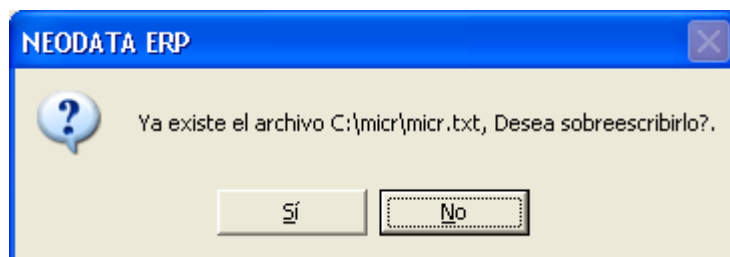 NEODATA ERP
?
Ya existe el archivo C:\micr\micr.txt, Desea sobreescribirlo?.
Sí
No